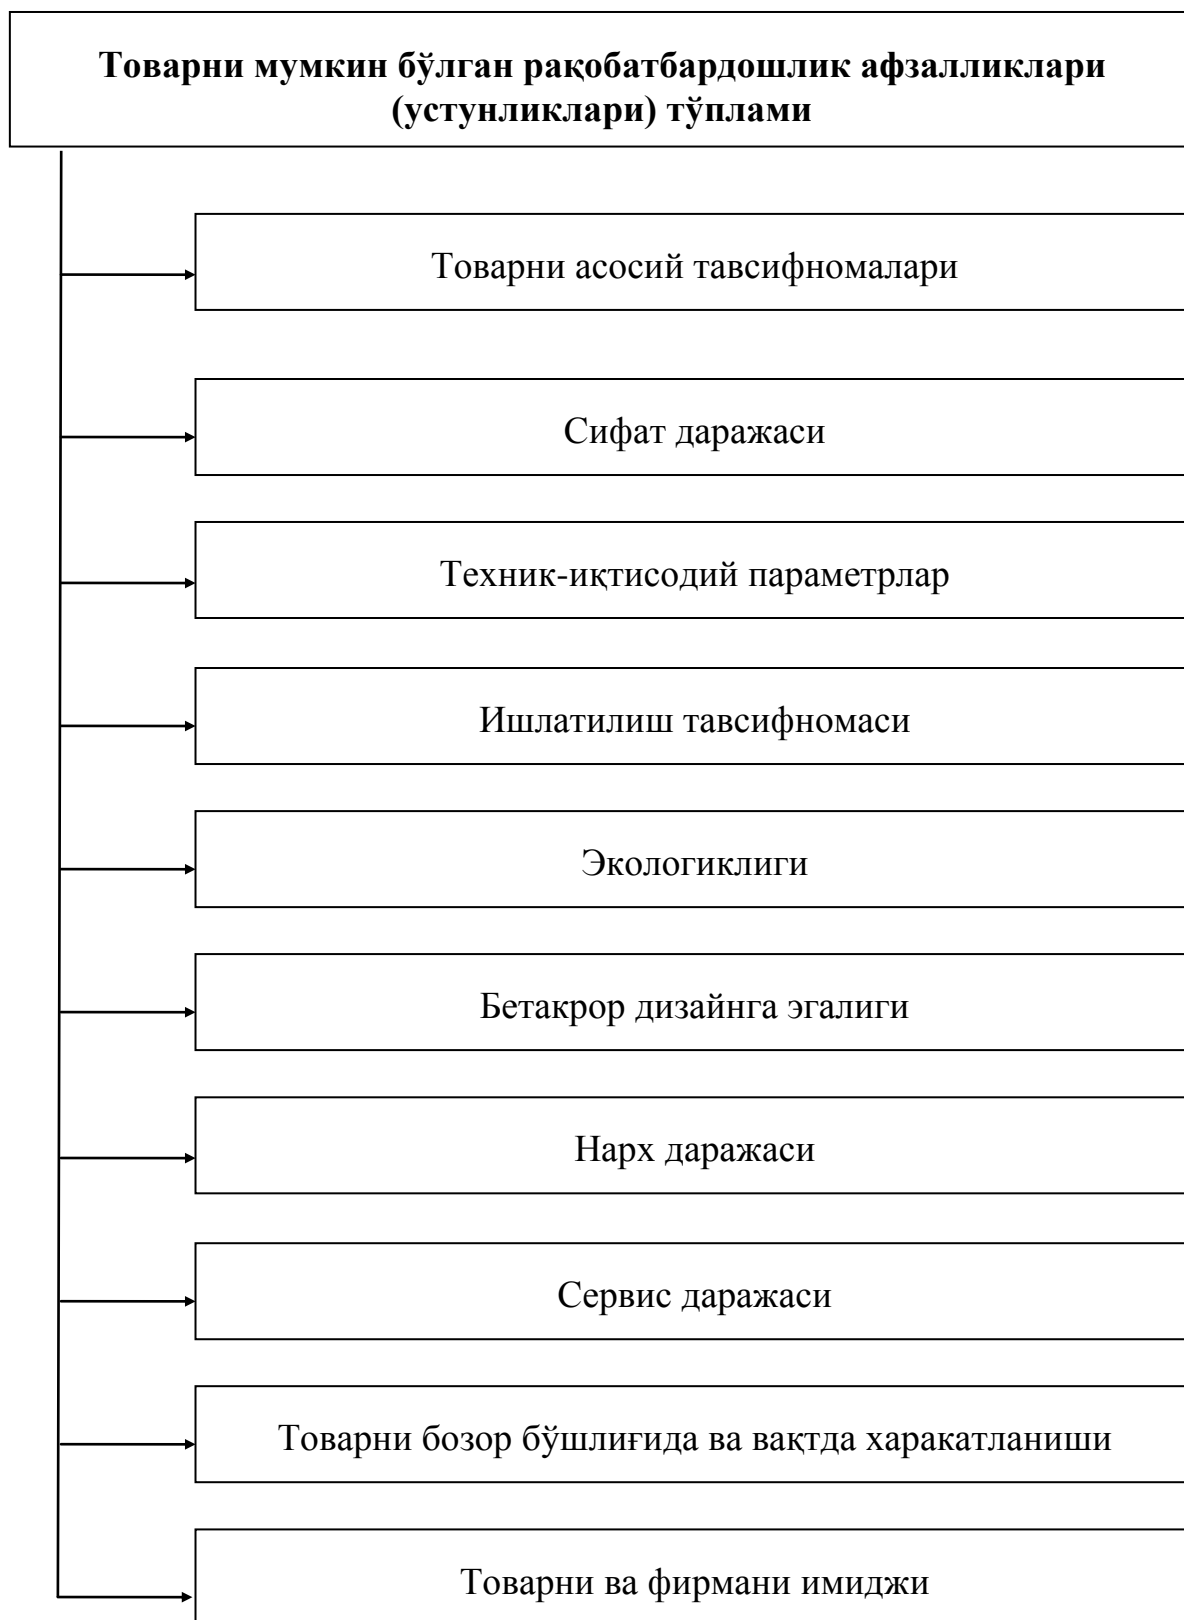 Товарни мумкин бўлган рақобатбардошлик афзалликлари
(устунликлари) тўплами
Товарни асосий тавсифномалари
Сифат даражаси
Техник-иқтисодий параметрлар
Ишлатилиш тавсифномаси
Экологиклиги
Бетакрор дизайнга эгалиги
Нарх даражаси
Сервис даражаси
Товарни бозор бўшлиғида ва вақтда харакатланиши
Товарни ва фирмани имиджи